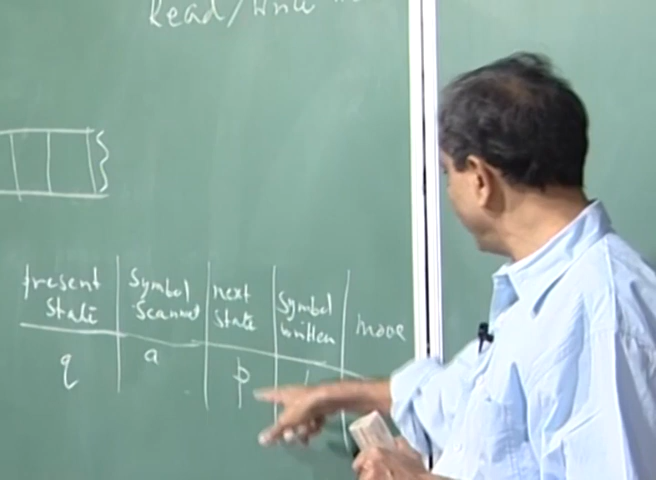 Read/Write
present Symbol next Symbol move
State Scanned State written
q a p